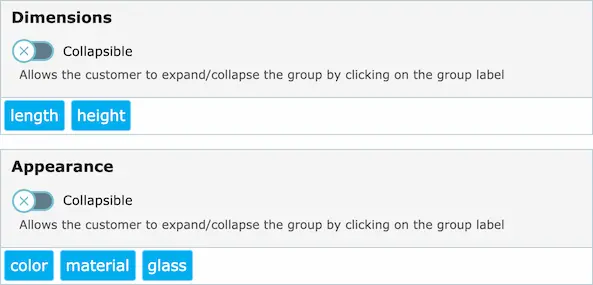 Dimensions
Collapsible
Allows the customer to expand/collapse the group by clicking on the group label
length height
Appearance
Collapsible
Allows the customer to expand/collapse the group by clicking on the group label
color material glass